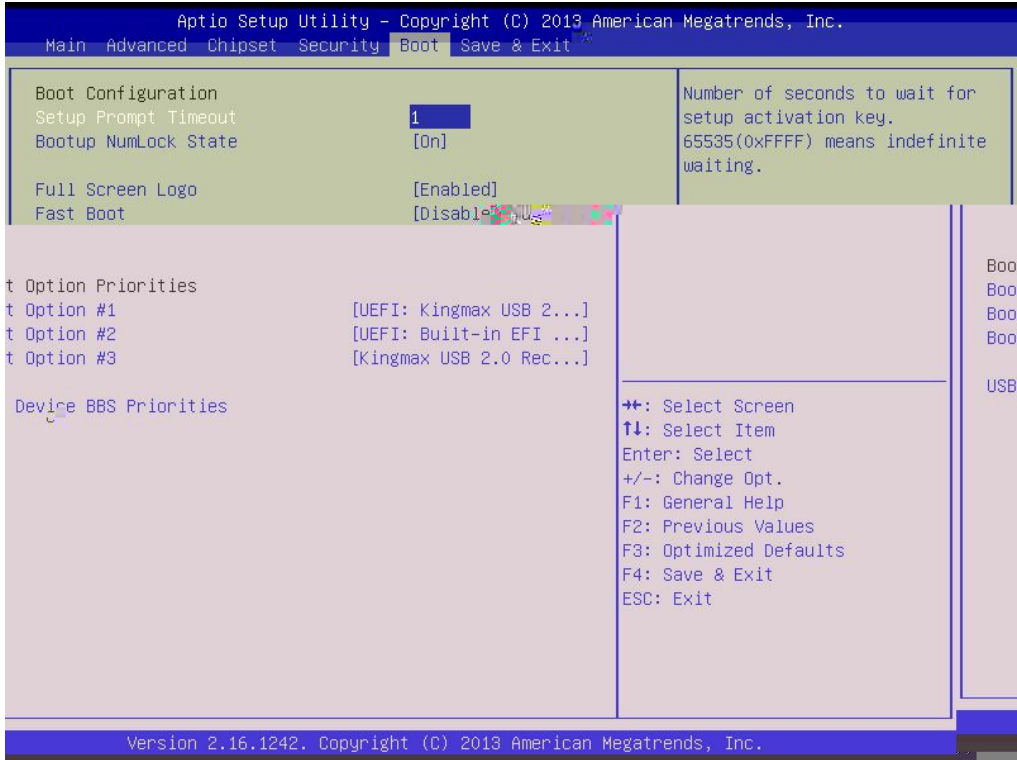 Aptio Setup Utility – Copyright (C) 2013 American Megatrends, Inc.
Main Advanced Chipset Security Boot Save & Exit
Boot Configuration
Setup Prompt Timeout 1
Bootup NumLock State [On]
Full Screen Logo [Enabled]
Fast Boot [Disable
Number of seconds to wait for
setup activation key.
65535(0xFFFF) means indefinite
waiting.
t Option Priorities
t Option #1 [UEFI: Kingmax USB 2...]
t Option #2 [UEFI: Built-in EFI ...]
t Option #3 [Kingmax USB 2.0 Rec...]
Device BBS Priorities
Boo
Boo
Boo
Boo
USB
→←: Select Screen
↑↓: Select Item
Enter: Select
+/-: Change Opt.
F1: General Help
F2: Previous Values
F3: Optimized Defaults
F4: Save & Exit
ESC: Exit
Version 2.16.1242. Copyright (C) 2013 American Megatrends, Inc.